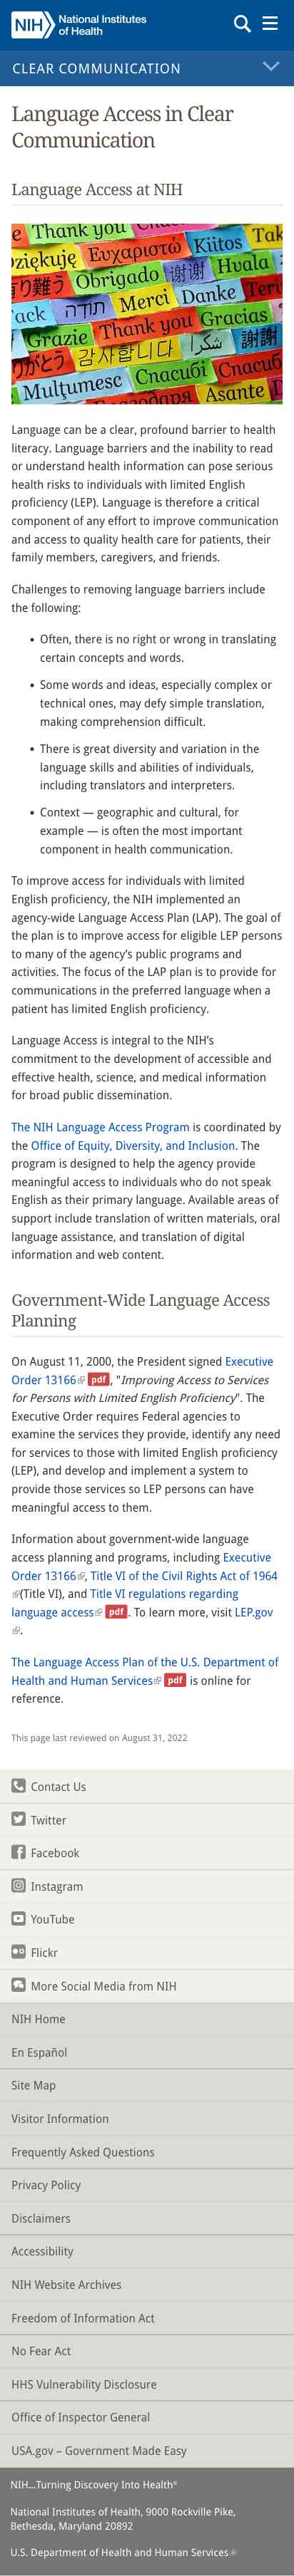 NIH National Institutes
of Health
CLEAR COMMUNICATION
Language Access in Clear
Communication
Language Access at NIH
Thank you
Tak
Dziękuję
Ευχαριστώ
Kiitos
Obrigado
謝謝
Hvala
Tack
תודה
Merci
Danke
Grazie
Thank you
Gracias
감사합니다
Спасибі
شكرا
Mulţumesc
Спасибо
Asante
Language can be a clear, profound barrier to health
literacy. Language barriers and the inability to read
or understand health information can pose serious
health risks to individuals with limited English
proficiency (LEP). Language is therefore a critical
component of any effort to improve communication
and access to quality health care for patients, their
family members, caregivers, and friends.
Challenges to removing language barriers include
the following:
• Often, there is no right or wrong in translating
certain concepts and words.
• Some words and ideas, especially complex or
technical ones, may defy simple translation,
making comprehension difficult.
• There is great diversity and variation in the
language skills and abilities of individuals,
including translators and interpreters.
• Context — geographic and cultural, for
example — is often the most important
component in health communication.
To improve access for individuals with limited
English proficiency, the NIH implemented an
agency-wide Language Access Plan (LAP). The goal of
the plan is to improve access for eligible LEP persons
to many of the agency's public programs and
activities. The focus of the LAP plan is to provide for
communications in the preferred language when a
patient has limited English proficiency.
Language Access is integral to the NIH's
commitment to the development of accessible and
effective health, science, and medical information
for broad public dissemination.
The NIH Language Access Program is coordinated by
the Office of Equity, Diversity, and Inclusion. The
program is designed to help the agency provide
meaningful access to individuals who do not speak
English as their primary language. Available areas of
support include translation of written materials, oral
language assistance, and translation of digital
information and web content.
Government-Wide Language Access
Planning
On August 11, 2000, the President signed Executive
Order 13166 pdf, "Improving Access to Services
for Persons with Limited English Proficiency". The
Executive Order requires Federal agencies to
examine the services they provide, identify any need
for services to those with limited English proficiency
(LEP), and develop and implement a system to
provide those services so LEP persons can have
meaningful access to them.
Information about government-wide language
access planning and programs, including Executive
Order 13166, Title VI of the Civil Rights Act of 1964
(Title VI), and Title VI regulations regarding
language access pdf. To learn more, visit LEP.gov
.
The Language Access Plan of the U.S. Department of
Health and Human Services pdf is online for
reference.
This page last reviewed on August 31, 2022
Contact Us
Twitter
Facebook
Instagram
YouTube
Flickr
More Social Media from NIH
NIH Home
En Español
Site Map
Visitor Information
Frequently Asked Questions
Privacy Policy
Disclaimers
Accessibility
NIH Website Archives
Freedom of Information Act
No Fear Act
HHS Vulnerability Disclosure
Office of Inspector General
USA.gov – Government Made Easy
NIH...Turning Discovery Into Health®
National Institutes of Health, 9000 Rockville Pike,
Bethesda, Maryland 20892
U.S. Department of Health and Human Services